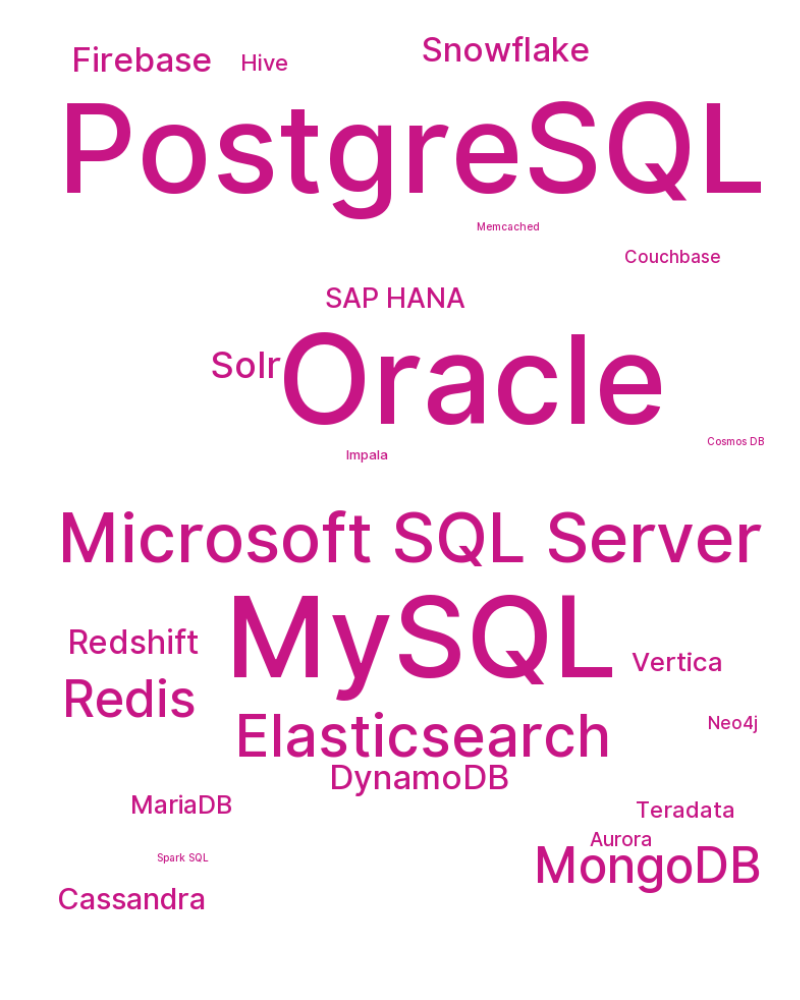 Snowflake
Firebase
Hive
PostgreSQL
Memcached
Couchbase
SAP HANA
Solr
Oracle
Cosmos DB
Impala
Microsoft SQL Server
MySQL
Redshift
Vertica
Redis
Neo4j
Elasticsearch
DynamoDB
MariaDB
Teradata
Aurora
Spark SQL
MongoDB
Cassandra